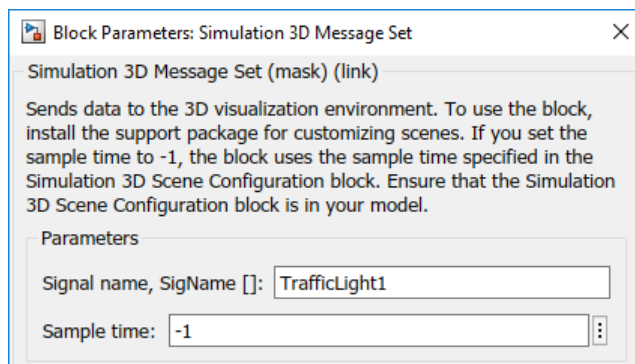 Block Parameters: Simulation 3D Message Set
Simulation 3D Message Set (mask) (link)
Sends data to the 3D visualization environment. To use the block,
install the support package for customizing scenes. If you set the
sample time to -1, the block uses the sample time specified in the
Simulation 3D Scene Configuration block. Ensure that the Simulation
3D Scene Configuration block is in your model.
Parameters
Signal name, SigName []: TrafficLight1
Sample time: -1